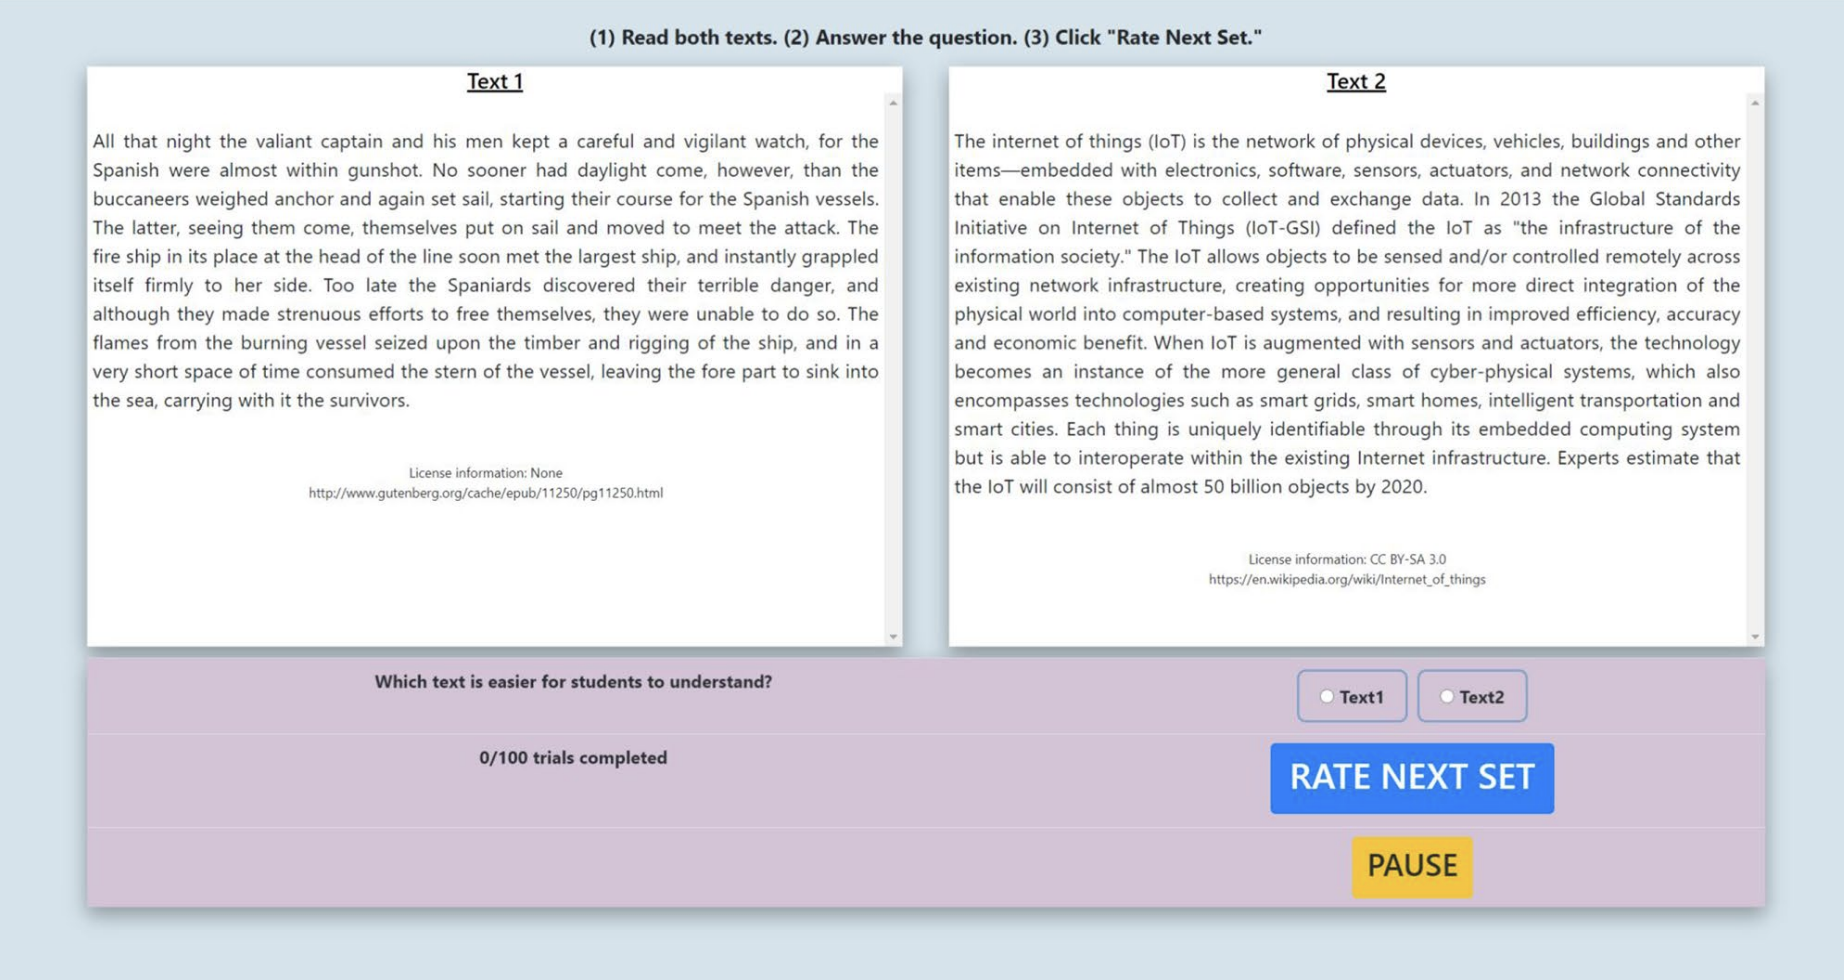 (1) Read both texts. (2) Answer the question. (3) Click "Rate Next Set."
Text 1
All that night the valiant captain and his men kept a careful and vigilant watch, for the
Spanish were almost within gunshot. No sooner had daylight come, however, than the
buccaneers weighed anchor and again set sail, starting their course for the Spanish vessels.
The latter, seeing them come, themselves put on sail and moved to meet the attack. The
fire ship in its place at the head of the line soon met the largest ship, and instantly grappled
itself firmly to her side. Too late the Spaniards discovered their terrible danger, and
although they made strenuous efforts to free themselves, they were unable to do so. The
flames from the burning vessel seized upon the timber and rigging of the ship, and in a
very short space of time consumed the stern of the vessel, leaving the fore part to sink into
the sea, carrying with it the survivors.
License information: None
http://www.gutenberg.org/cache/epub/11250/pg11250.html
Text 2
The internet of things (IoT) is the network of physical devices, vehicles, buildings and other
items—embedded with electronics, software, sensors, actuators, and network connectivity
that enable these objects to collect and exchange data. In 2013 the Global Standards
Initiative on Internet of Things (IoT-GSI) defined the IoT as "the infrastructure of the
information society." The IoT allows objects to be sensed and/or controlled remotely across
existing network infrastructure, creating opportunities for more direct integration of the
physical world into computer-based systems, and resulting in improved efficiency, accuracy
and economic benefit. When IoT is augmented with sensors and actuators, the technology
becomes an instance of the more general class of cyber-physical systems, which also
encompasses technologies such as smart grids, smart homes, intelligent transportation and
smart cities. Each thing is uniquely identifiable through its embedded computing system
but is able to interoperate within the existing Internet infrastructure. Experts estimate that
the IoT will consist of almost 50 billion objects by 2020.
License information: CC BY-SA 3.0
https://en.wikipedia.org/wiki/Internet_of_things
Which text is easier for students to understand?
Text1
Text2
0/100 trials completed
RATE NEXT SET
PAUSE